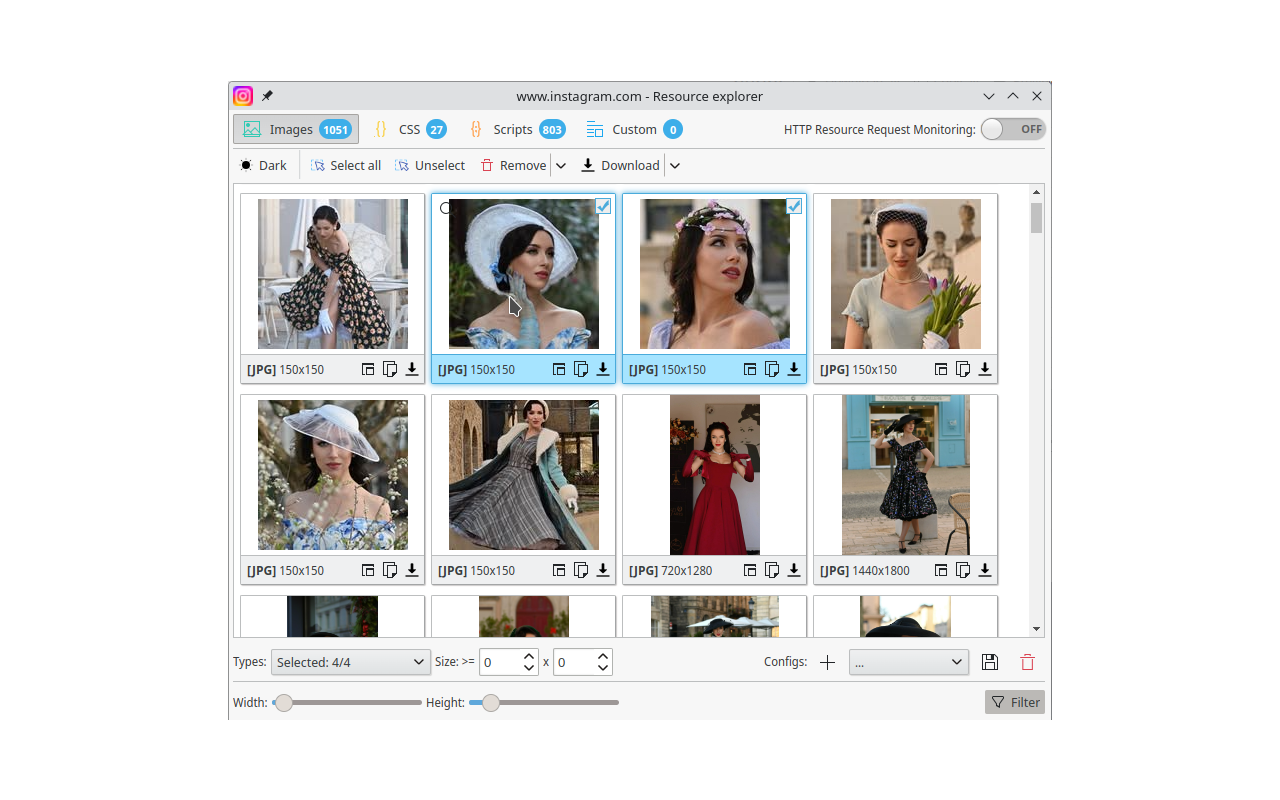 www.instagram.com - Resource explorer
Images 1051 CSS 27 Scripts 803 Custom 0 HTTP Resource Request Monitoring: OFF
Dark Select all Unselect Remove Download
[JPG] 150x150 [JPG] 150x150 [JPG] 150x150 [JPG] 150x150
[JPG] 150x150 [JPG] 150x150 [JPG] 720x1280 [JPG] 1440x1800
Types: Selected: 4/4 Size: >= 0 x 0 Configs: ...
Width: Height: Filter